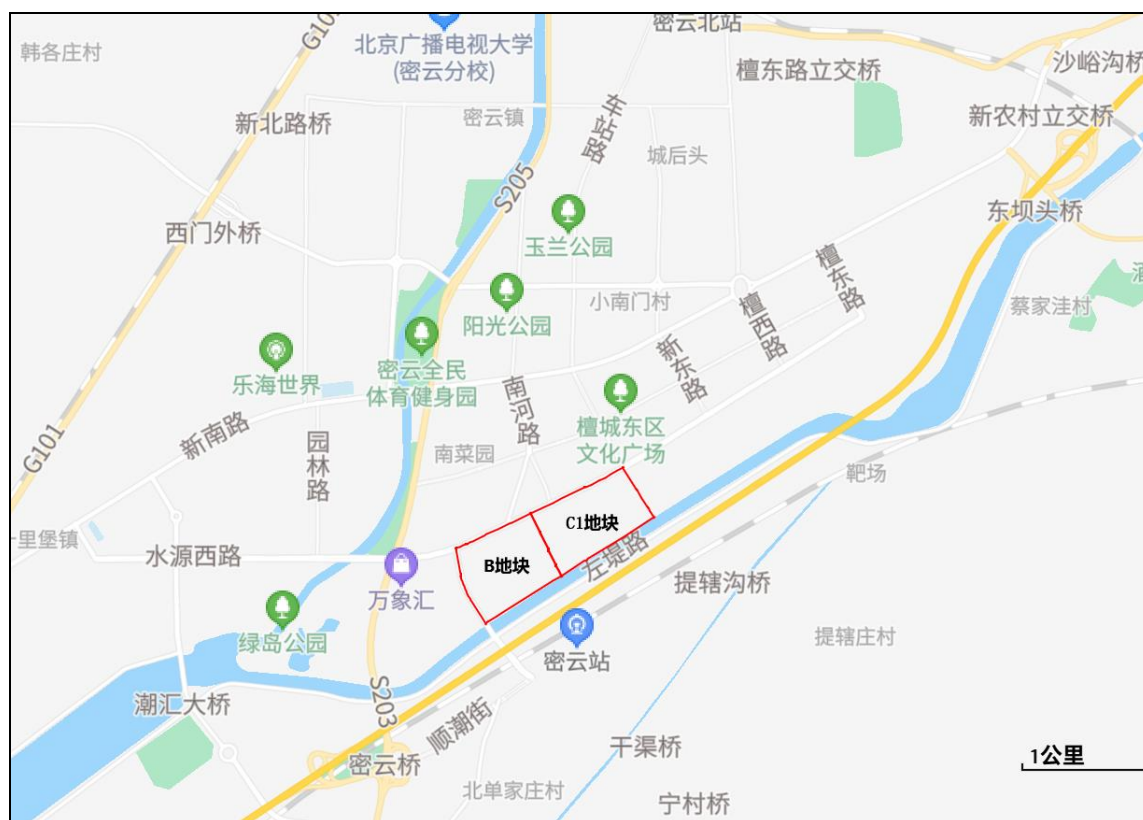 韩各庄村
G101
北京广播电视大学
(密云分校)
密云北站
沙峪沟桥
檀东路立交桥
新北路桥
密云镇
车站路
新农村立交桥
城后头
S205
西门外桥
玉兰公园
东坝头桥
檀东路
小南门村
檀西路
蔡家洼村
阳光公园
乐海世界
密云全民
体育健身园
新东路
南河路
檀城东区
文化广场
新南路
园林路
南菜园
G101
靶场
C1地块
十里堡镇
水源西路
B地块
左堤路
万象汇
提辖沟桥
绿岛公园
密云站
提辖庄村
S203
潮汇大桥
顺潮街
干渠桥
密云桥
1公里
北单家庄村
宁村桥